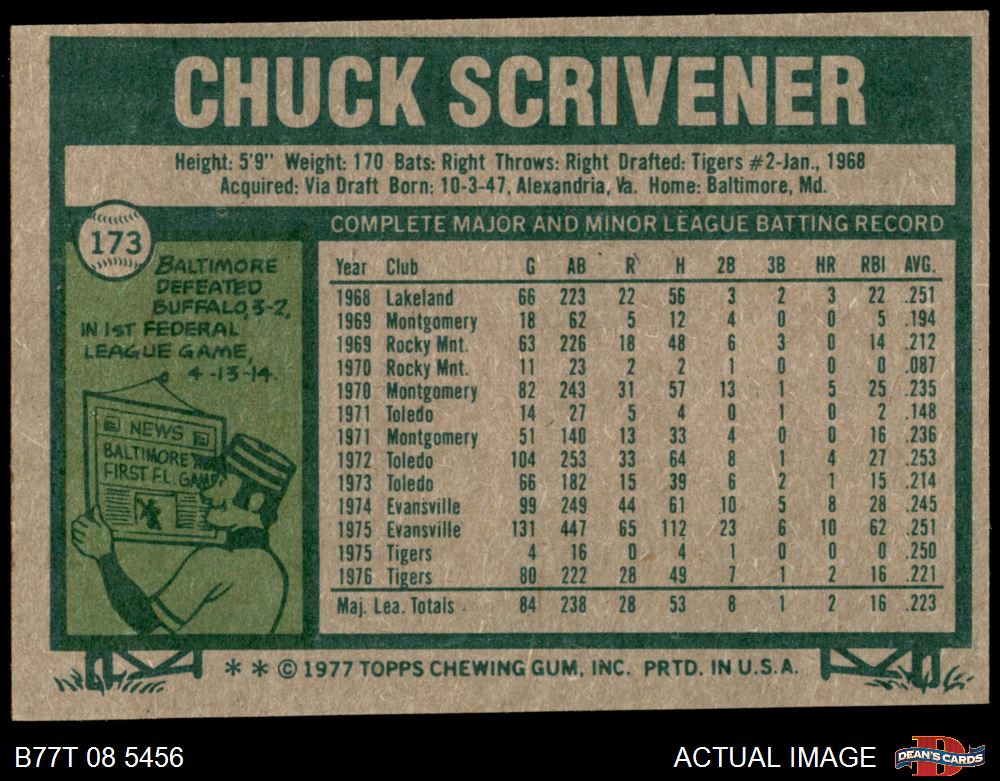 CHUCK SCRIVENER
Height: 5'9" Weight: 170 Bats: Right Throws: Right Drafted: Tigers #2-Jan., 1968
Acquired: Via Draft Born: 10-3-47, Alexandria, Va. Home: Baltimore, Md.
173
BALTIMORE
DEFEATED
BUFFALO, 3-2,
IN 1ST FEDERAL
LEAGUE GAME,
4-13-14.
NEWS
BALTIMORE
FIRST F.L. GAME
COMPLETE MAJOR AND MINOR LEAGUE BATTING RECORD
Year Club G AB R H 2B 3B HR RBI AVG.
1968 Lakeland 66 223 22 56 3 2 3 22 .251
1969 Montgomery 18 62 5 12 4 0 0 5 .194
1969 Rocky Mnt. 63 226 18 48 6 3 0 14 .212
1970 Rocky Mnt. 11 23 2 2 1 0 0 0 .087
1970 Montgomery 82 243 31 57 13 1 5 25 .235
1971 Toledo 14 27 5 4 0 1 0 2 .148
1971 Montgomery 51 140 13 33 4 0 0 16 .236
1972 Toledo 104 253 33 64 8 1 4 27 .253
1973 Toledo 66 182 15 39 6 2 1 15 .214
1974 Evansville 99 249 44 61 10 5 8 28 .245
1975 Evansville 131 447 65 112 23 6 10 62 .251
1975 Tigers 4 16 0 4 1 0 0 0 .250
1976 Tigers 80 222 28 49 7 1 2 16 .221
Maj. Lea. Totals 84 238 28 53 8 1 2 16 .223
* * © 1977 TOPPS CHEWING GUM, INC. PRTD. IN U.S.A.
B77T 08 5456
ACTUAL IMAGE
D
DEAN'S CARDS